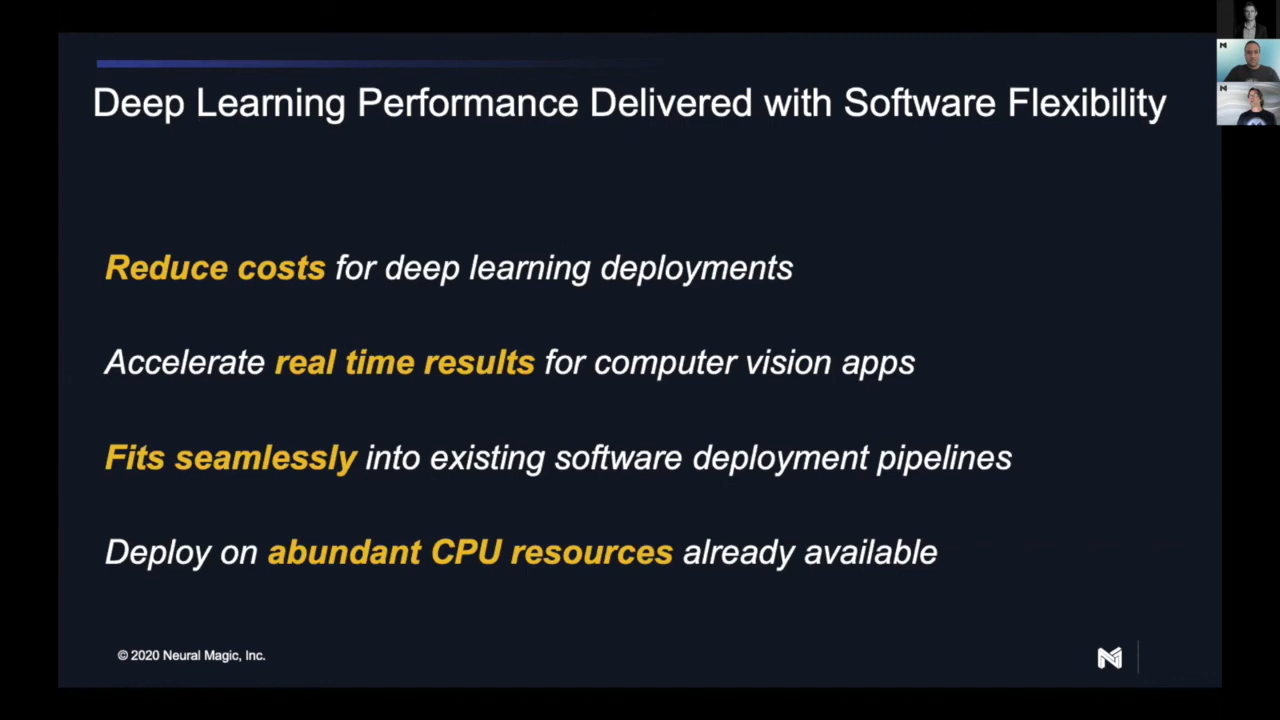 Deep Learning Performance Delivered with Software Flexibility
Reduce costs for deep learning deployments
Accelerate real time results for computer vision apps
Fits seamlessly into existing software deployment pipelines
Deploy on abundant CPU resources already available
© 2020 Neural Magic, Inc.